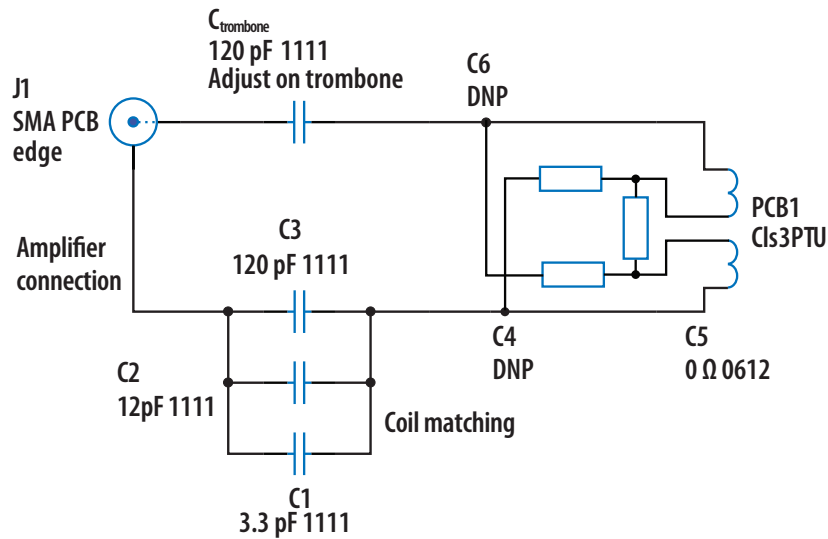 C trombone
120 pF 1111
Adjust on trombone
J1
SMA PCB
edge
C6
DNP
PCB1
Cls3PTU
Amplifier
connection
C3
120 pF 1111
C4
DNP
C5
0 Ω 0612
C2
12pF 1111
Coil matching
C1
3.3 pF 1111